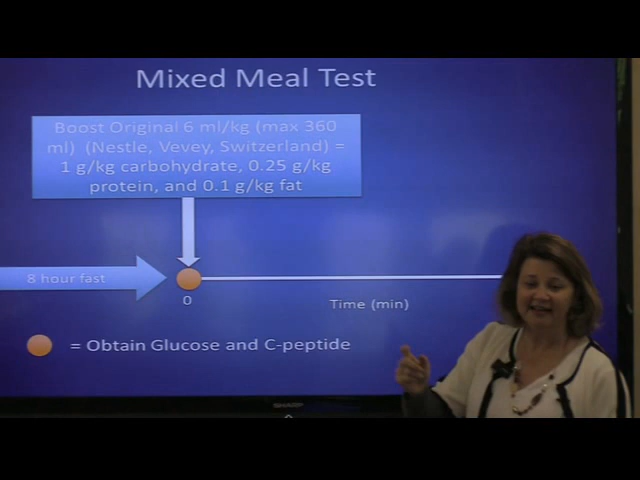 Mixed Meal Test
Boost Original 6 ml/kg (max 360
ml) (Nestle, Vevey, Switzerland) =
1 g/kg carbohydrate, 0.25 g/kg
protein, and 0.1 g/kg fat
8 hour fast
0
Time (min)
= Obtain Glucose and C-peptide
SHARP